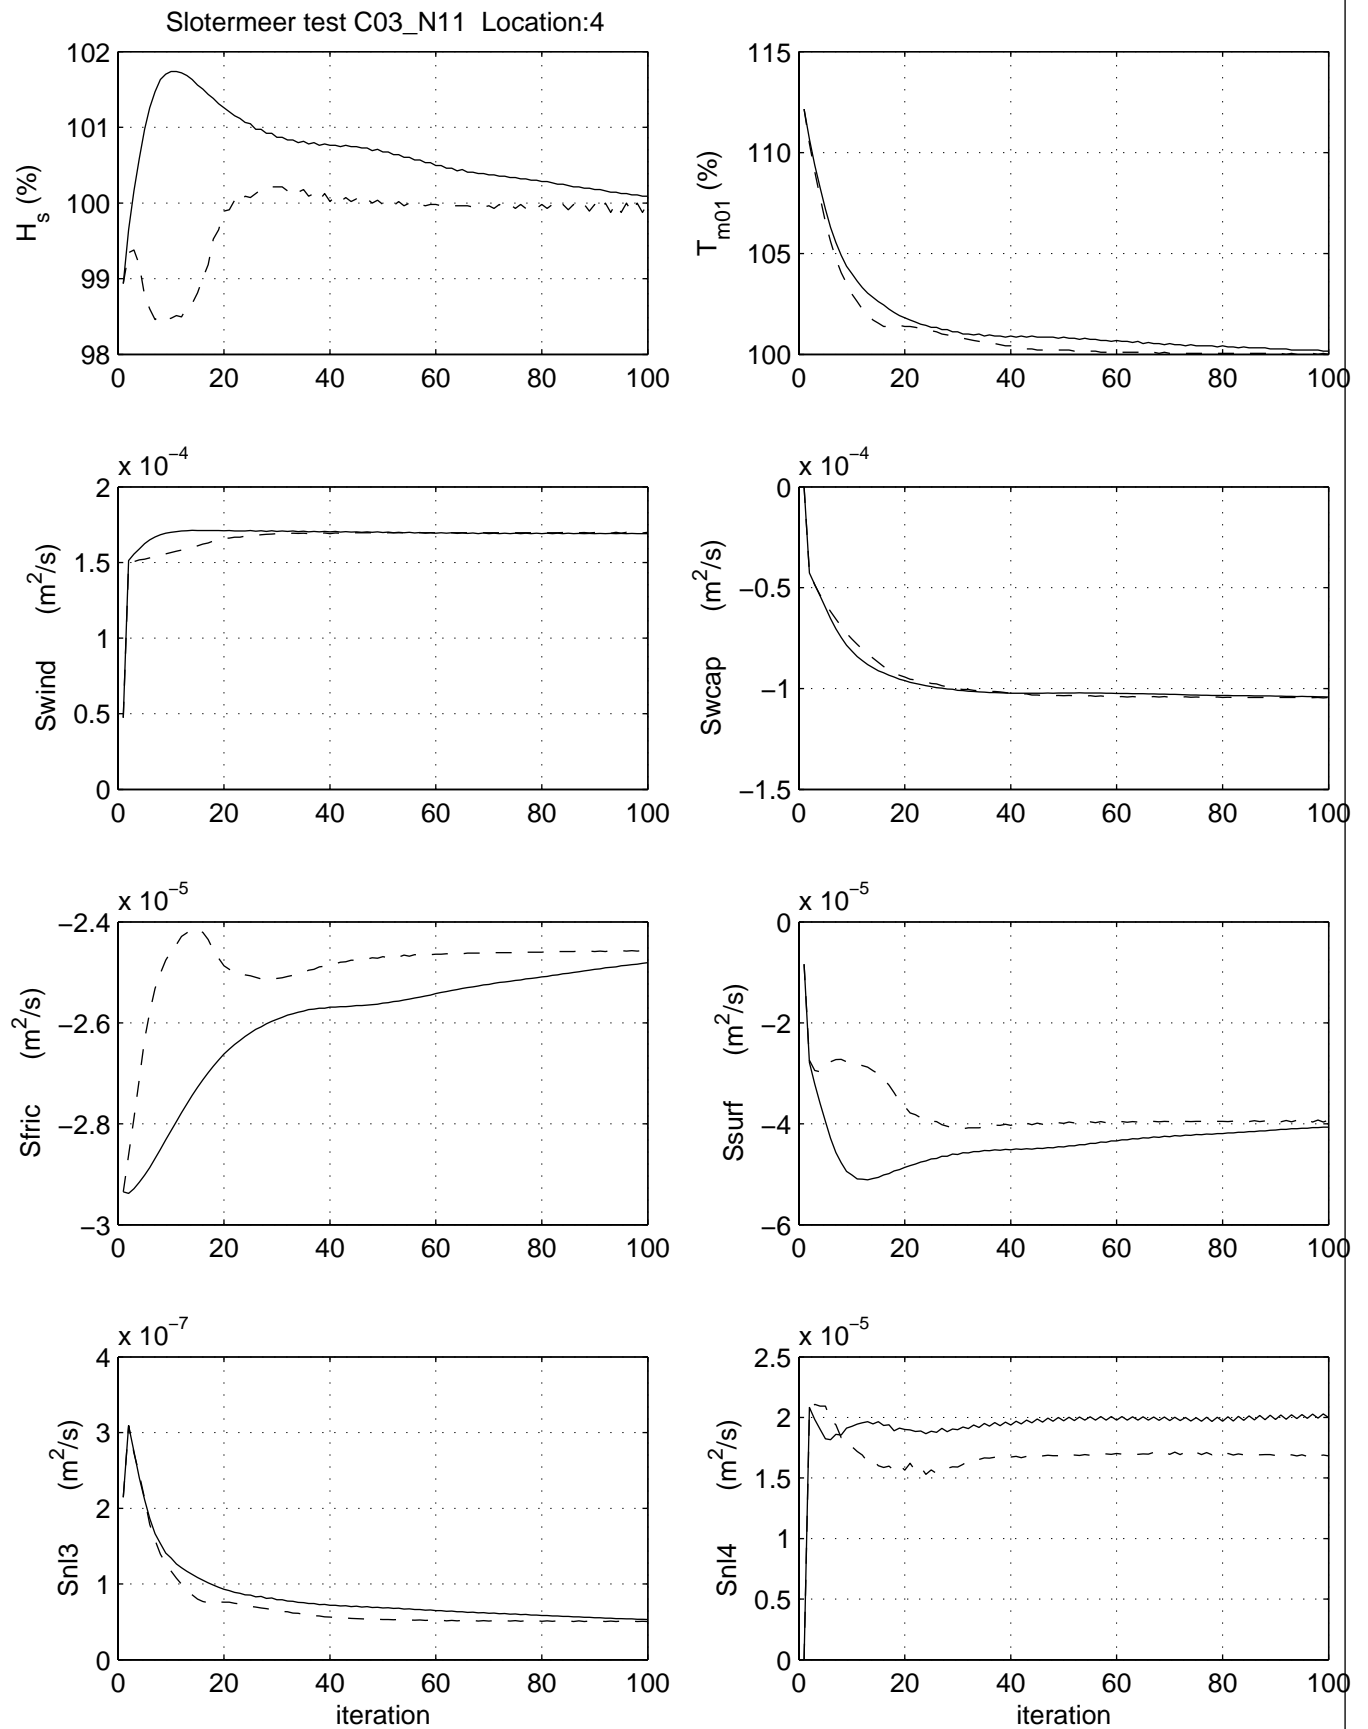 Slotermeer test C03_N11 Location:4
102
101
100
99
98
H_s (%)
0 20 40 60 80 100
115
110
105
100
T_m01 (%)
0 20 40 60 80 100
x 10^−4
2
1.5
1
0.5
0
Swind (m^2/s)
0 20 40 60 80 100
x 10^−4
0
−0.5
−1
−1.5
Swcap (m^2/s)
0 20 40 60 80 100
x 10^−5
−2.4
−2.6
−2.8
−3
Sfric (m^2/s)
0 20 40 60 80 100
x 10^−5
0
−2
−4
−6
Ssurf (m^2/s)
0 20 40 60 80 100
x 10^−7
4
3
2
1
0
Snl3 (m^2/s)
0 20 40 60 80 100
iteration
x 10^−5
2.5
2
1.5
1
0.5
0
Snl4 (m^2/s)
0 20 40 60 80 100
iteration